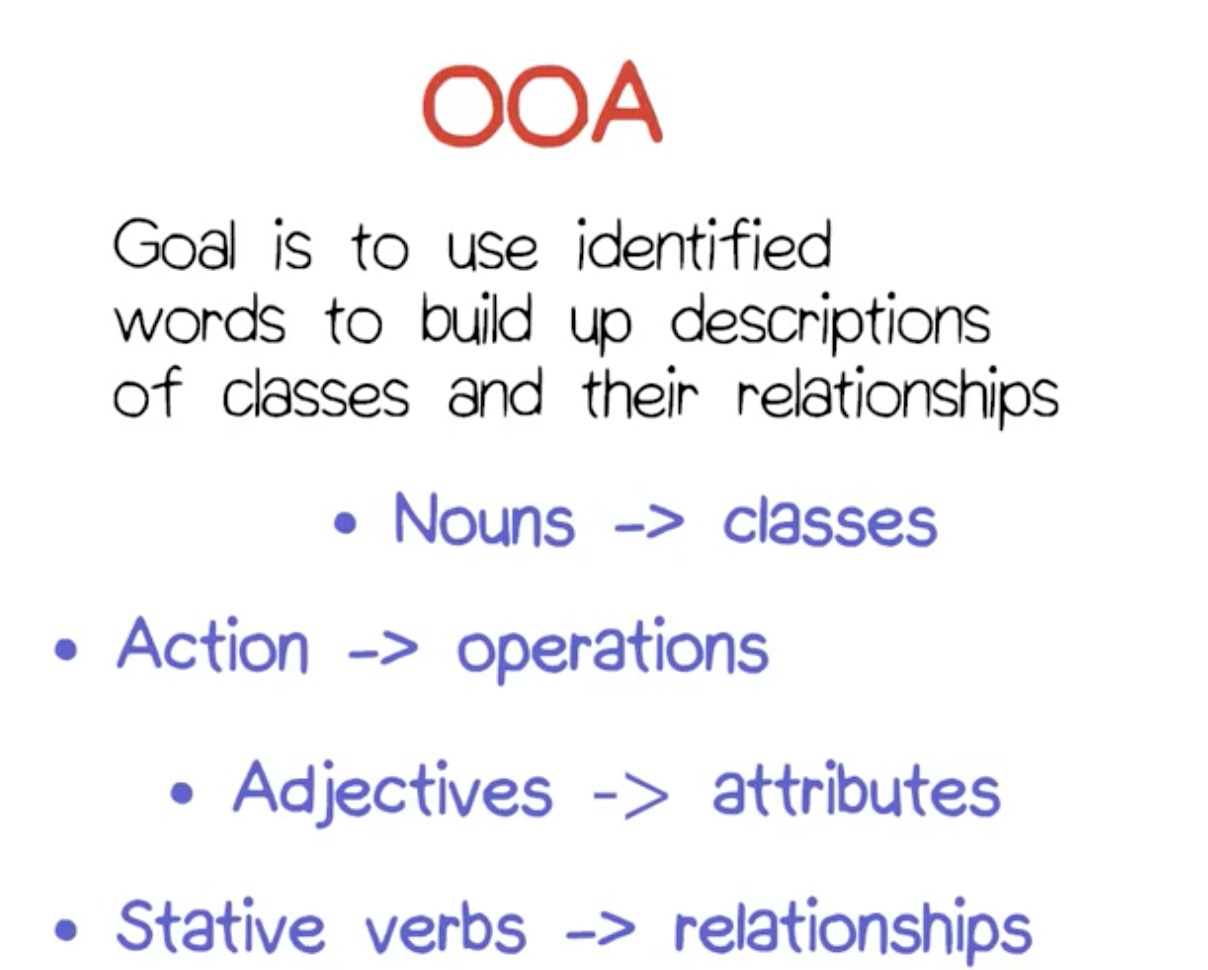 OOA
Goal is to use identified
words to build up descriptions
of classes and their relationships
• Nouns -> classes
• Action -> operations
• Adjectives -> attributes
• Stative verbs -> relationships